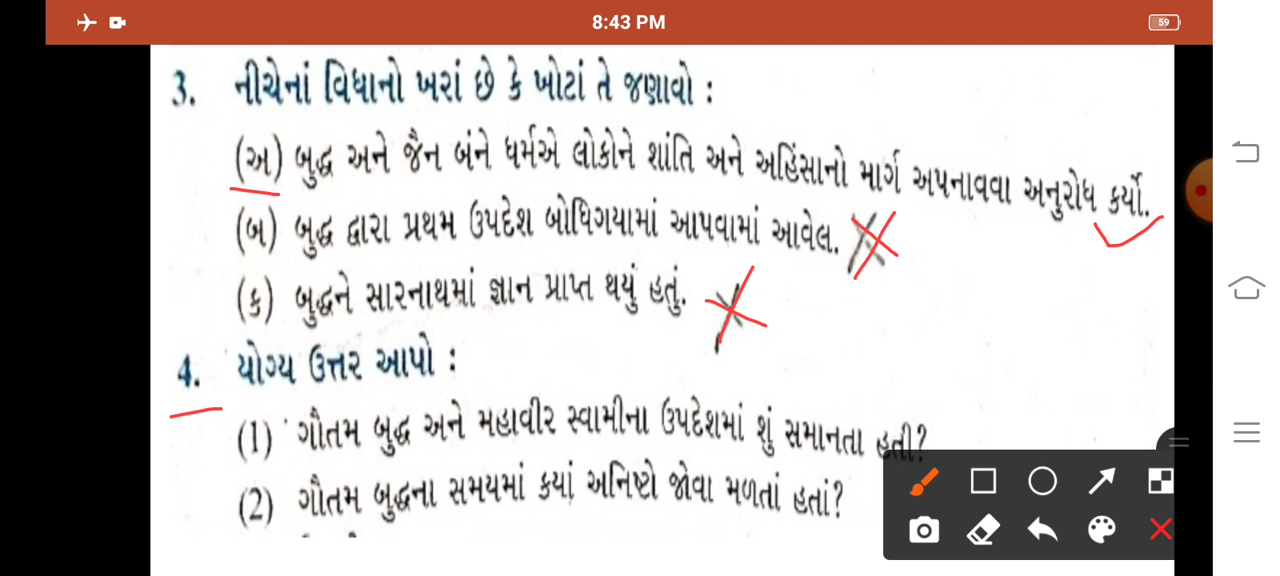 8:43 PM
59
3. નીચેનાં વિધાનો ખરાં છે કે ખોટાં તે જણાવો :
(અ) બુદ્ધ અને જૈન બંને ધર્મએ લોકોને શાંતિ અને અહિંસાનો માર્ગ અપનાવવા અનુરોધ કર્યો.
(બ) બુદ્ધ દ્વારા પ્રથમ ઉપદેશ બોધિગયામાં આપવામાં આવેલ.
(ક) બુદ્ધને સારનાથમાં જ્ઞાન પ્રાપ્ત થયું હતું.
4. યોગ્ય ઉત્તર આપો :
(1) ગૌતમ બુદ્ધ અને મહાવીર સ્વામીના ઉપદેશમાં શું સમાનતા હતી?
(2) ગૌતમ બુદ્ધના સમયમાં કયાં અનિષ્ટો જોવા મળતાં હતાં?